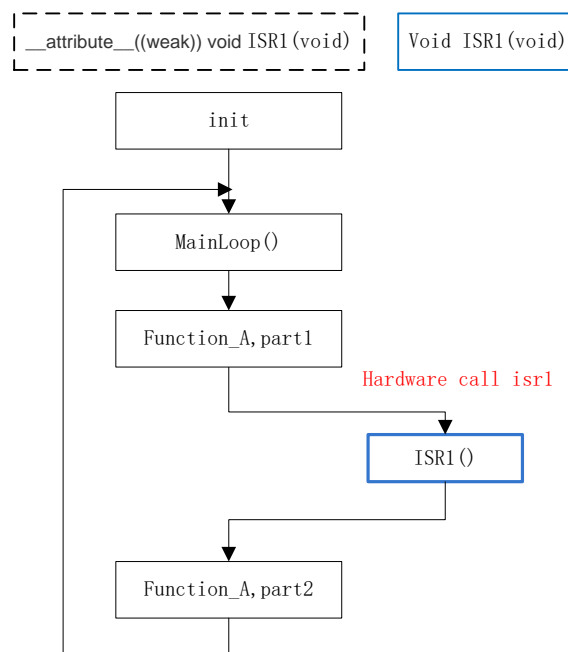 __attribute__((weak)) void ISR1(void)
Void ISR1(void)
init
MainLoop()
Function_A,part1
Hardware call isr1
ISR1()
Function_A,part2